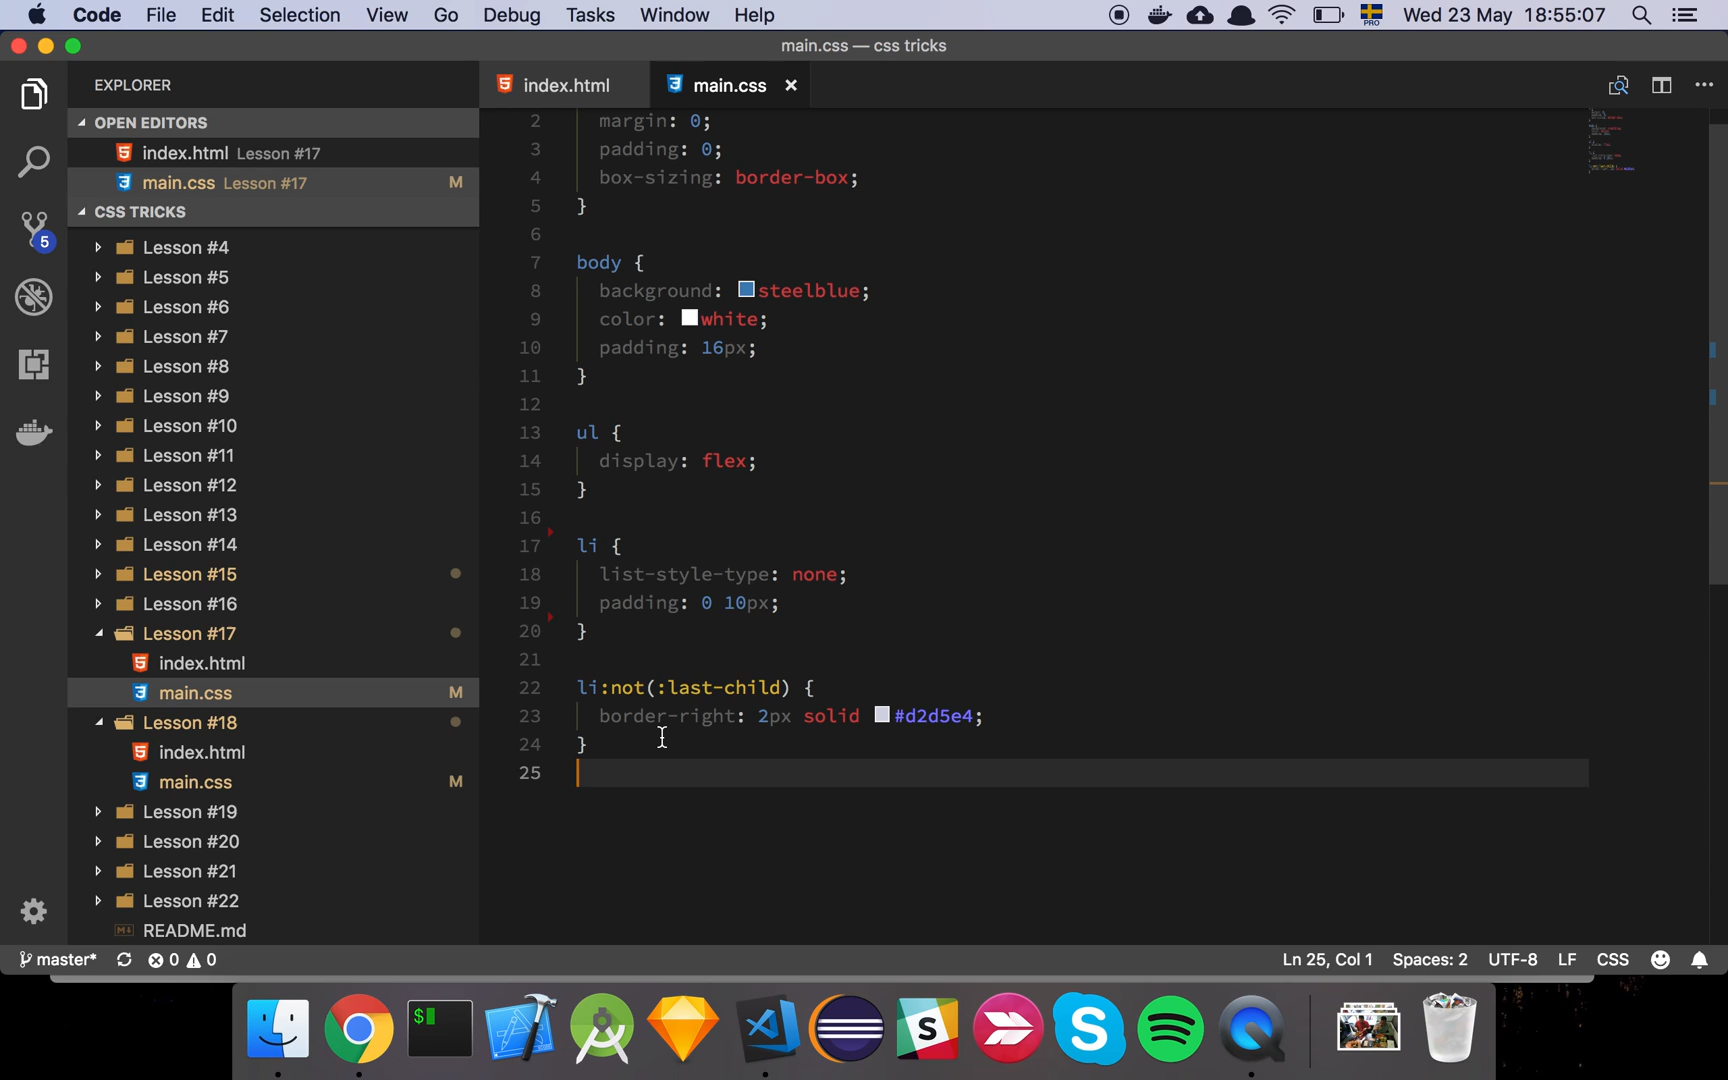 Code File Edit Selection View Go Debug Tasks Window Help PRO Wed 23 May 18:55:07
main.css — css tricks
EXPLORER
index.html
main.css
OPEN EDITORS
index.html Lesson #17
main.css Lesson #17 M
CSS TRICKS
Lesson #4
Lesson #5
Lesson #6
Lesson #7
Lesson #8
Lesson #9
Lesson #10
Lesson #11
Lesson #12
Lesson #13
Lesson #14
Lesson #15
Lesson #16
Lesson #17
index.html
main.css M
Lesson #18
index.html
main.css M
Lesson #19
Lesson #20
Lesson #21
Lesson #22
README.md
5
2 margin: 0;
3 padding: 0;
4 box-sizing: border-box;
5 }
6
7 body {
8 background: steelblue;
9 color: white;
10 padding: 16px;
11 }
12
13 ul {
14 display: flex;
15 }
16
17 li {
18 list-style-type: none;
19 padding: 0 10px;
20 }
21
22 li:not(:last-child) {
23 border-right: 2px solid #d2d5e4;
24 }
25
master* 0 0 Ln 25, Col 1 Spaces: 2 UTF-8 LF CSS
$
S